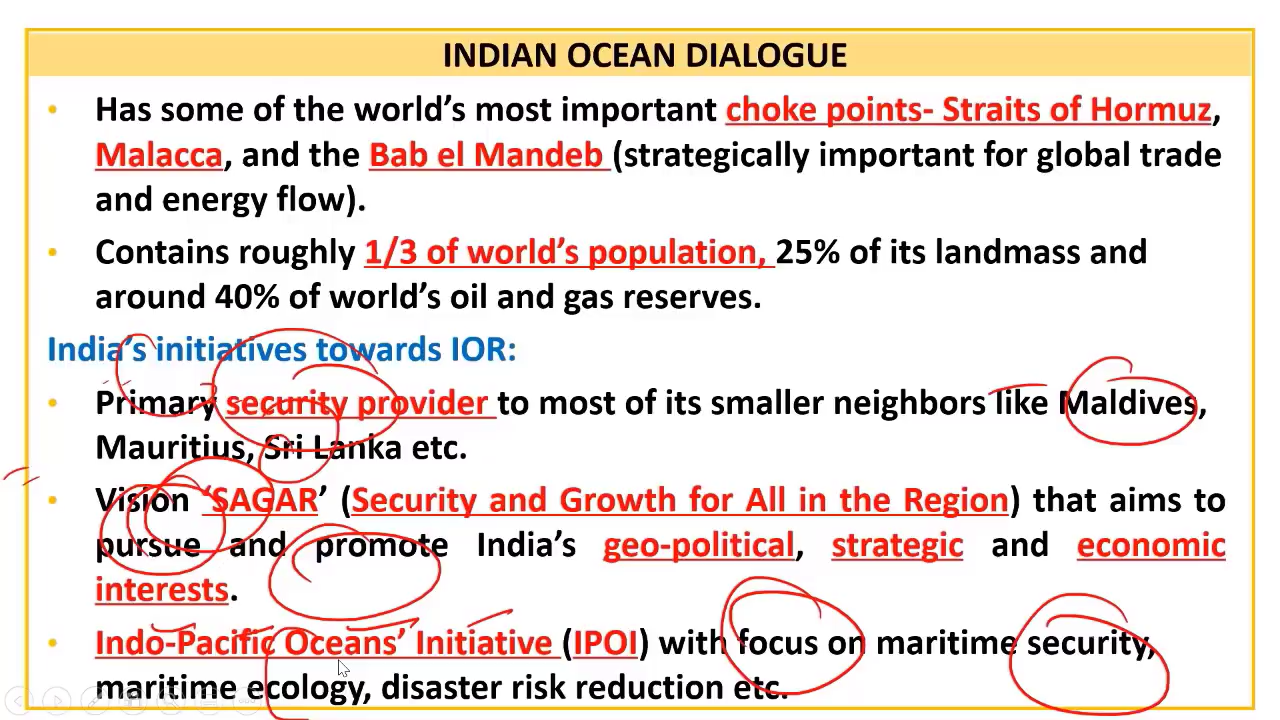 INDIAN OCEAN DIALOGUE
• Has some of the world's most important choke points- Straits of Hormuz,
Malacca, and the Bab el Mandeb (strategically important for global trade
and energy flow).
• Contains roughly 1/3 of world's population, 25% of its landmass and
around 40% of world's oil and gas reserves.
India's initiatives towards IOR:
• Primary security provider to most of its smaller neighbors like Maldives,
Mauritius, Sri Lanka etc.
• Vision ‘SAGAR’ (Security and Growth for All in the Region) that aims to
pursue and promote India's geo-political, strategic and economic
interests.
• Indo-Pacific Oceans’ Initiative (IPOI) with focus on maritime security,
maritime ecology, disaster risk reduction etc.